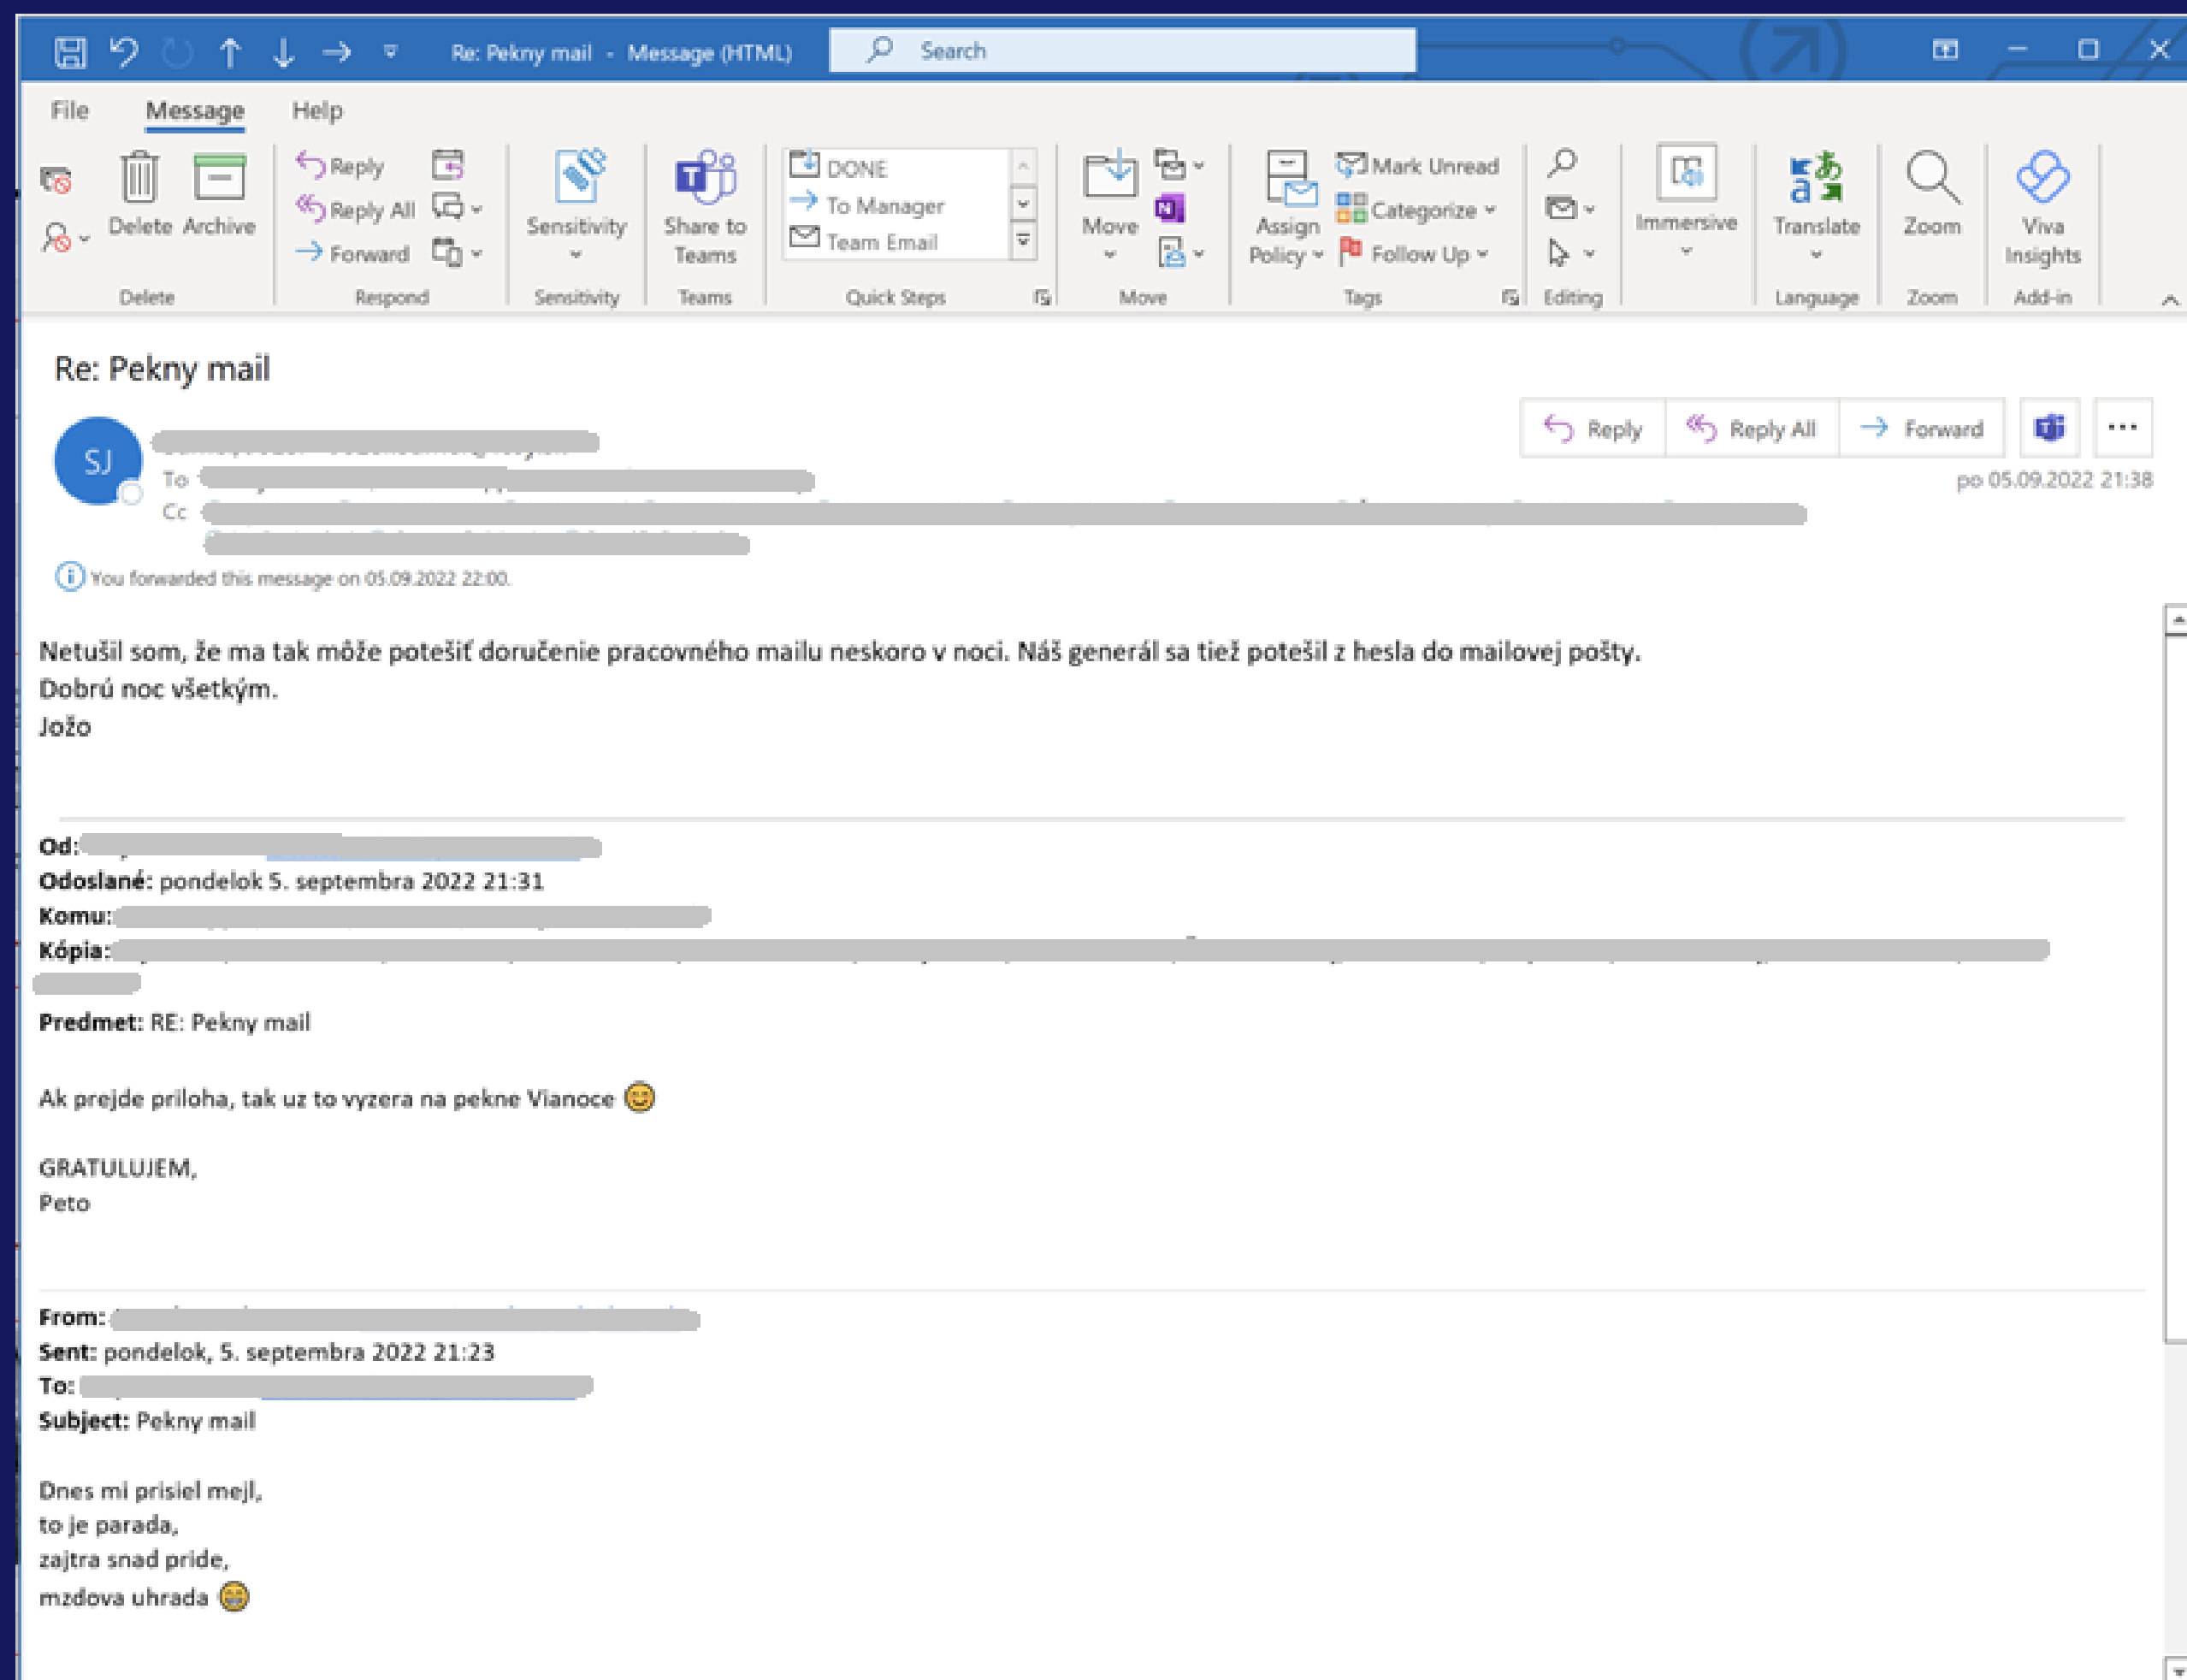 Re: Pekny mail - Message (HTML)
Search
File Message Help
Delete Archive
Reply
Reply All
Forward
Sensitivity
Share to
Teams
DONE
To Manager
Team Email
Move
Assign
Policy
Mark Unread
Categorize
Follow Up
Immersive
Translate
Zoom
Viva
Insights
Delete Respond Sensitivity Teams Quick Steps Move Tags Editing Language Zoom Add-in
Re: Pekny mail
SJ
To
Cc
Reply Reply All Forward
po 05.09.2022 21:38
You forwarded this message on 05.09.2022 22:00.
Netušil som, že ma tak môže potešiť doručenie pracovného mailu neskoro v noci. Náš generál sa tiež potešil z hesla do mailovej pošty.
Dobrú noc všetkým.
Jožo
Od:
Odoslané: pondelok 5. septembra 2022 21:31
Komu:
Kópia:
Predmet: RE: Pekny mail
Ak prejde priloha, tak uz to vyzera na pekne Vianoce
GRATULUJEM,
Peto
From:
Sent: pondelok, 5. septembra 2022 21:23
To:
Subject: Pekny mail
Dnes mi prisiel mejl,
to je parada,
zajtra snad pride,
mzdova uhrada